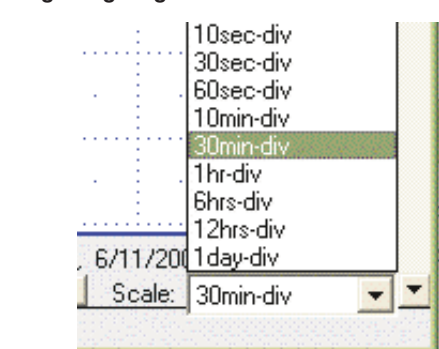 10sec-div
30sec-div
60sec-div
10min-div
30min-div
1hr-div
6hrs-div
12hrs-div
6/11/200
1day-div
Scale: 30min-div